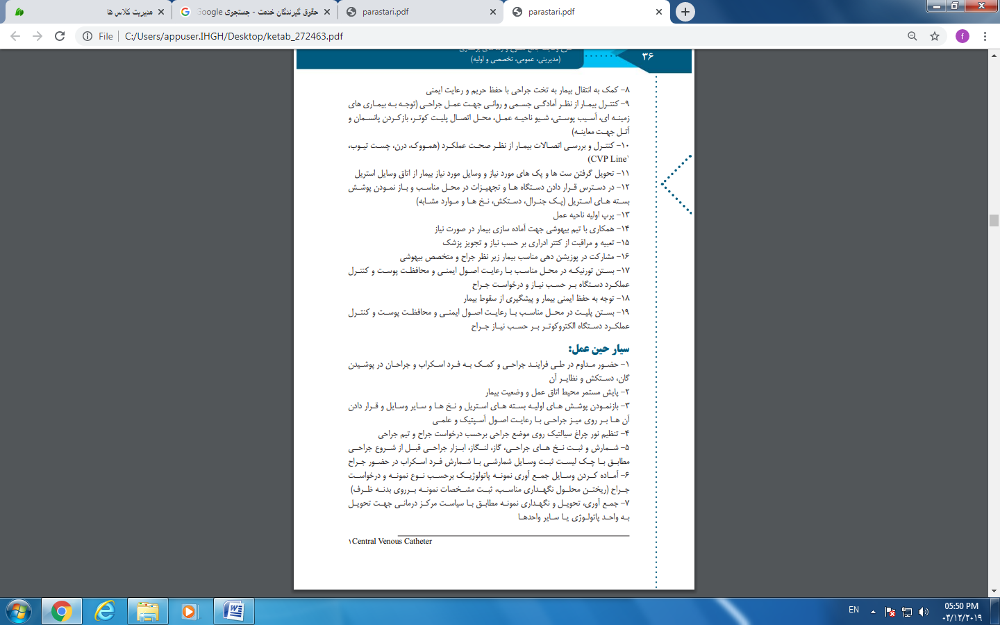 مدیریت کلاس ها
حقوق گیرندگان خدمت - جستجوی Google
parastari.pdf
parastari.pdf
File | C:/Users/appuser.IHGH/Desktop/ketab_272463.pdf
f
(مدیریتی، عمومی، تخصصی و اولیه)
۳۶
۸- کمک به انتقال بیمار به تخت جراحی با حفظ حریم و رعایت ایمنی
۹- کنترل بیمار از نظر آمادگی جسمی و روانی جهت عمل جراحی (توجه به بیماری های
زمینه ای، آسیب پوستی، شیو ناحیه عمل، محل اتصال پلیت کوتر، بازکردن پانسمان و
آتل جهت معاینه)
۱۰- کنترل و بررسی اتصالات بیمار از نظر صحت عملکرد (همووک، درن، چست تیوب،
CVP Line۱)
۱۱- تحویل گرفتن ست ها و پک های مورد نیاز و وسایل مورد نیاز بیمار از اتاق وسایل استریل
۱۲- در دسترس قرار دادن دستگاه ها و تجهیزات در محل مناسب و باز نمودن پوشش
بسته های استریل (پک جنرال، دستکش، نخ ها و موارد مشابه)
۱۳- پرپ اولیه ناحیه عمل
۱۴- همکاری با تیم بیهوشی جهت آماده سازی بیمار در صورت نیاز
۱۵- تعبیه و مراقبت از کتتر ادراری بر حسب نیاز و تجویز پزشک
۱۶- مشارکت در پوزیشن دهی مناسب بیمار زیر نظر جراح و متخصص بیهوشی
۱۷- بستن تورنیکه در محل مناسب با رعایت اصول ایمنی و محافظت پوست و کنترل
عملکرد دستگاه بر حسب نیاز و درخواست جراح
۱۸- توجه به حفظ ایمنی بیمار و پیشگیری از سقوط بیمار
۱۹- بستن پلیت در محل مناسب با رعایت اصول ایمنی و محافظت پوست و کنترل
عملکرد دستگاه الکتروکوتر بر حسب نیاز جراح
سیار حین عمل:
۱- حضور مداوم در طی فرایند جراحی و کمک به فرد اسکراب و جراحان در پوشیدن
گان، دستکش و نظایر آن
۲- پایش مستمر محیط اتاق عمل و وضعیت بیمار
۳- بازنمودن پوشش های اولیه بسته های استریل و نخ ها و سایر وسایل و قرار دادن
آن ها بر روی میز جراحی با رعایت اصول آسپتیک و علمی
۴- تنظیم نور چراغ سیالتیک روی موضع جراحی برحسب درخواست جراح و تیم جراحی
۵- شمارش و ثبت نخ های جراحی، گاز، لنگاز، ابزار جراحی قبل از شروع جراحی
مطابق با چک لیست ثبت وسایل شمارشی با شمارش فرد اسکراب در حضور جراح
۶- آماده کردن وسایل جمع آوری نمونه پاتولوژیک برحسب نوع نمونه و درخواست
جراح (ریختن محلول نگهداری مناسب، ثبت مشخصات نمونه برروی بدنه ظرف)
۷- جمع آوری، تحویل و نگهداری نمونه مطابق با سیاست مرکز درمانی جهت تحویل
به واحد پاتولوژی یا سایر واحدها
۱Central Venous Catheter
EN
05:50 PM
۰۳/۱۲/۲۰۱۹